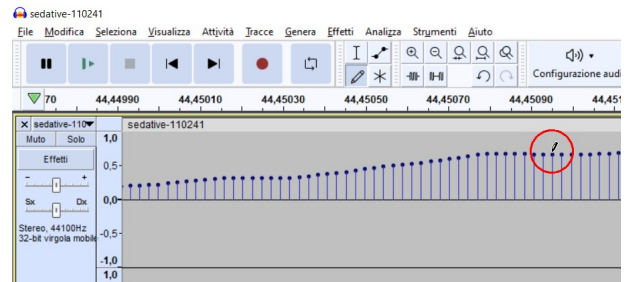 sedative-110241
File Modifica Seleziona Visualizza Attività Tracce Genera Effetti Analizza Strumenti Aiuto
Configurazione audi
70 44,44990 44,45010 44,45030 44,45050 44,45070 44,45090 44,451
sedative-110 sedative-110241
Muto Solo
Effetti
- +
Sx Dx
Stereo, 44100Hz
32-bit virgola mobile
1,0
0,5-
0,0-
-0,5-
-1,0
1,0